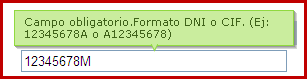 Campo obligatorio.Formato DNI o CIF. (Ej:
12345678A o A12345678)
12345678M